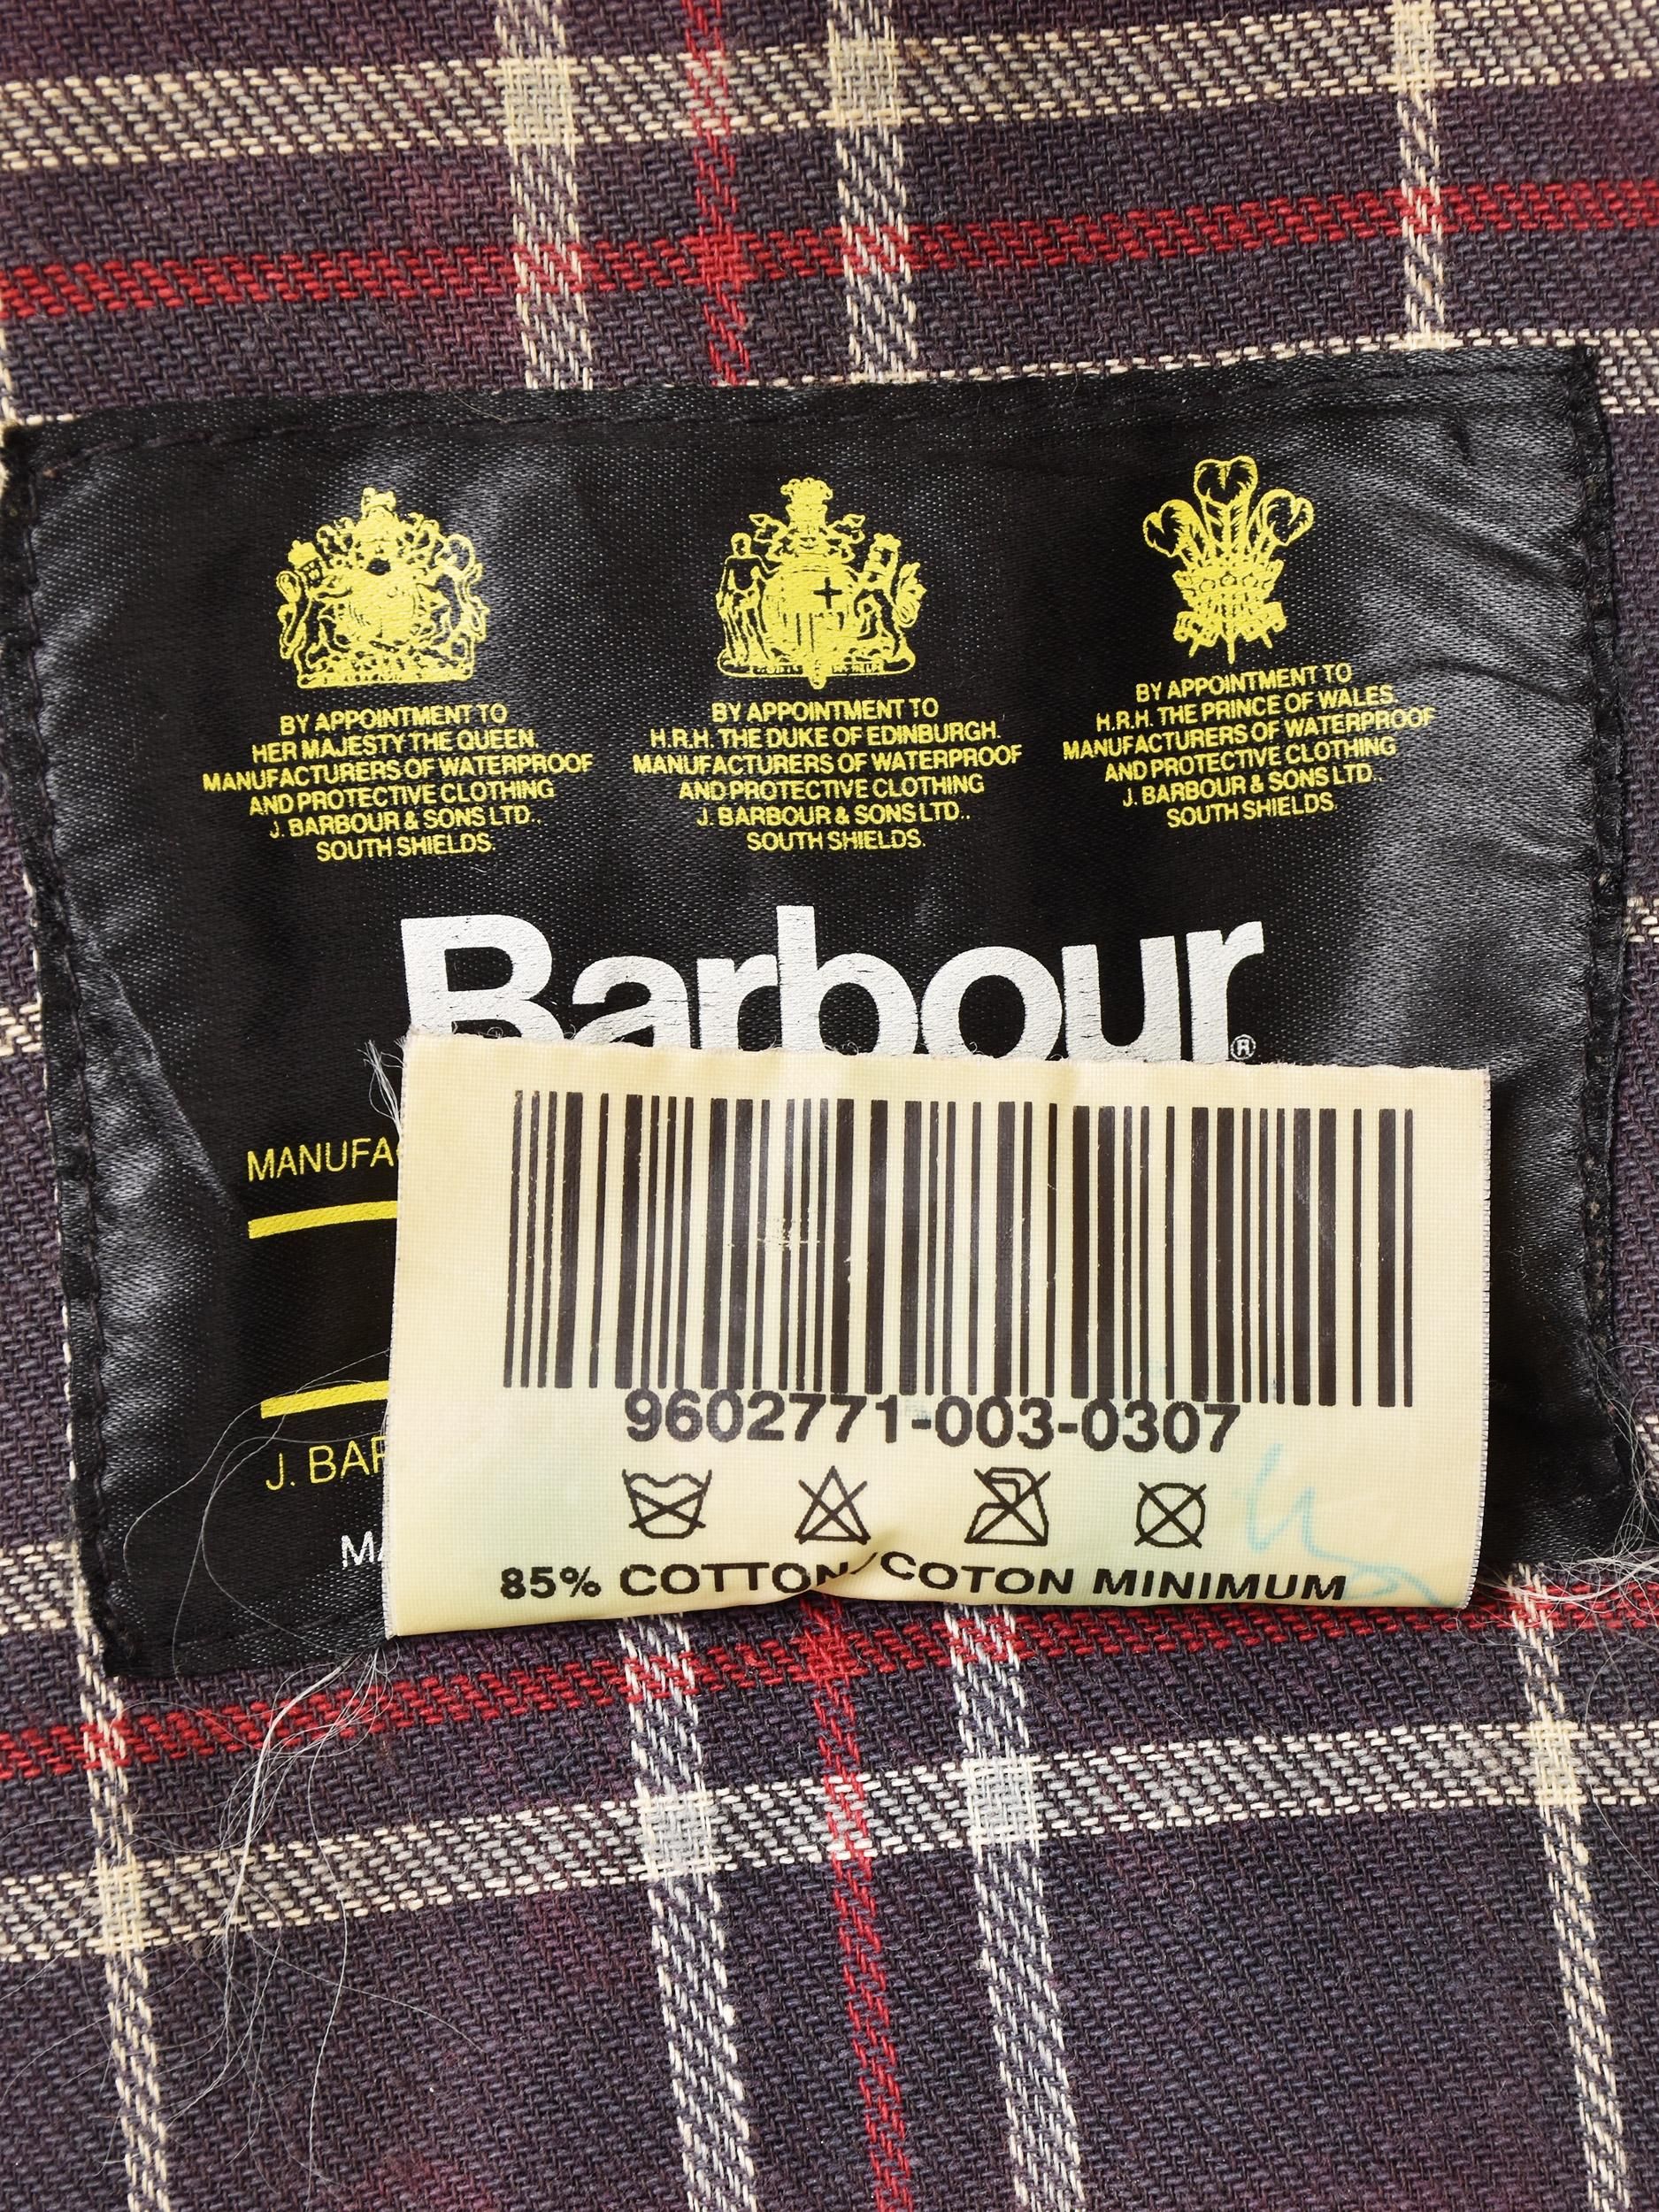 BY APPOINTMENT TO
HER MAJESTY THE QUEEN.
MANUFACTURERS OF WATERPROOF
AND PROTECTIVE CLOTHING
J. BARBOUR & SONS LTD..
SOUTH SHIELDS.
BY APPOINTMENT TO
H.R.H. THE DUKE OF EDINBURGH.
MANUFACTURERS OF WATERPROOF
AND PROTECTIVE CLOTHING
J. BARBOUR & SONS LTD..
SOUTH SHIELDS.
BY APPOINTMENT TO
H.R.H. THE PRINCE OF WALES.
MANUFACTURERS OF WATERPROOF
AND PROTECTIVE CLOTHING
J. BARBOUR & SONS LTD..
SOUTH SHIELDS.
Barbour®
MANUFA
J. BAR
MA
9602771-003-0307
85% COTTON/COTON MINIMUM